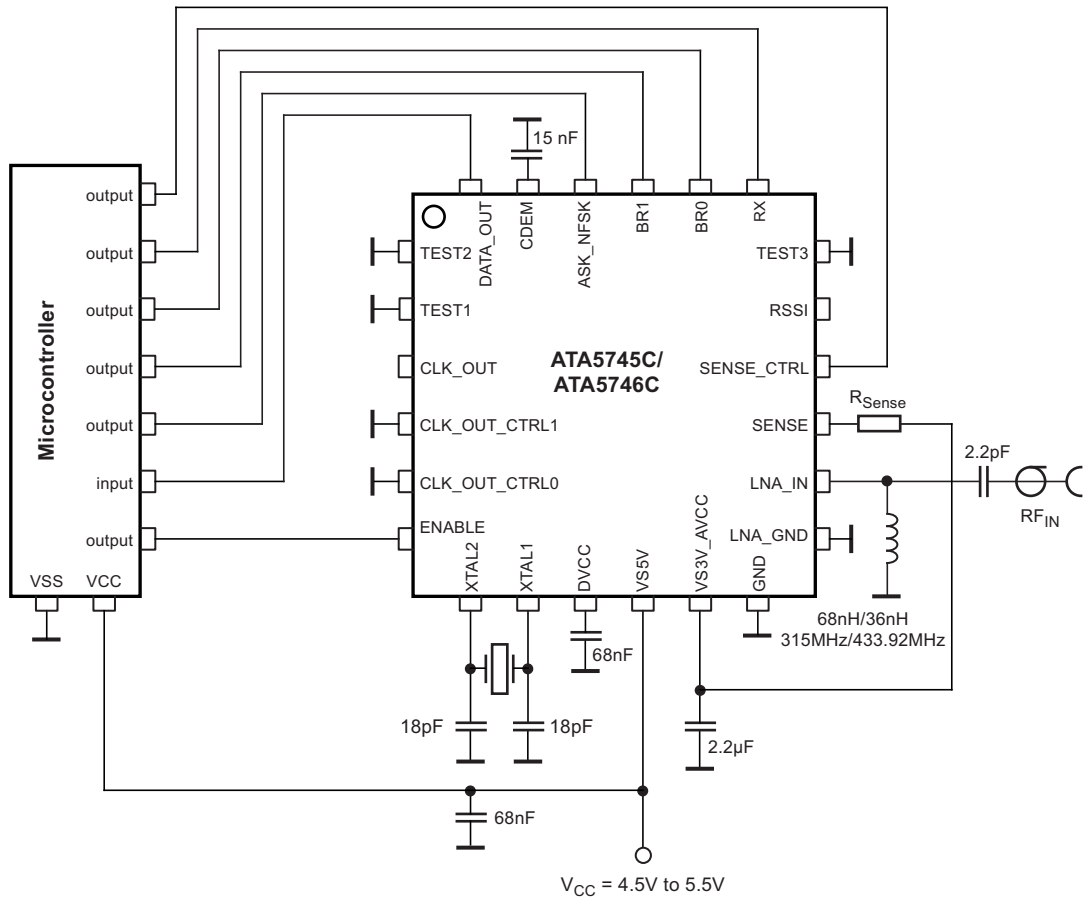 Microcontroller
output
output
output
output
output
input
output
VSS
VCC
15 nF
DATA_OUT
CDEM
ASK_NFSK
BR1
BR0
RX
TEST2
TEST1
CLK_OUT
CLK_OUT_CTRL1
CLK_OUT_CTRL0
ENABLE
ATA5745C/
ATA5746C
TEST3
RSSI
SENSE_CTRL
SENSE
LNA_IN
LNA_GND
XTAL2
XTAL1
DVCC
VS5V
VS3V_AVCC
GND
RSense
2.2pF
RFIN
68nH/36nH
315MHz/433.92MHz
68nF
18pF
18pF
2.2µF
68nF
VCC = 4.5V to 5.5V